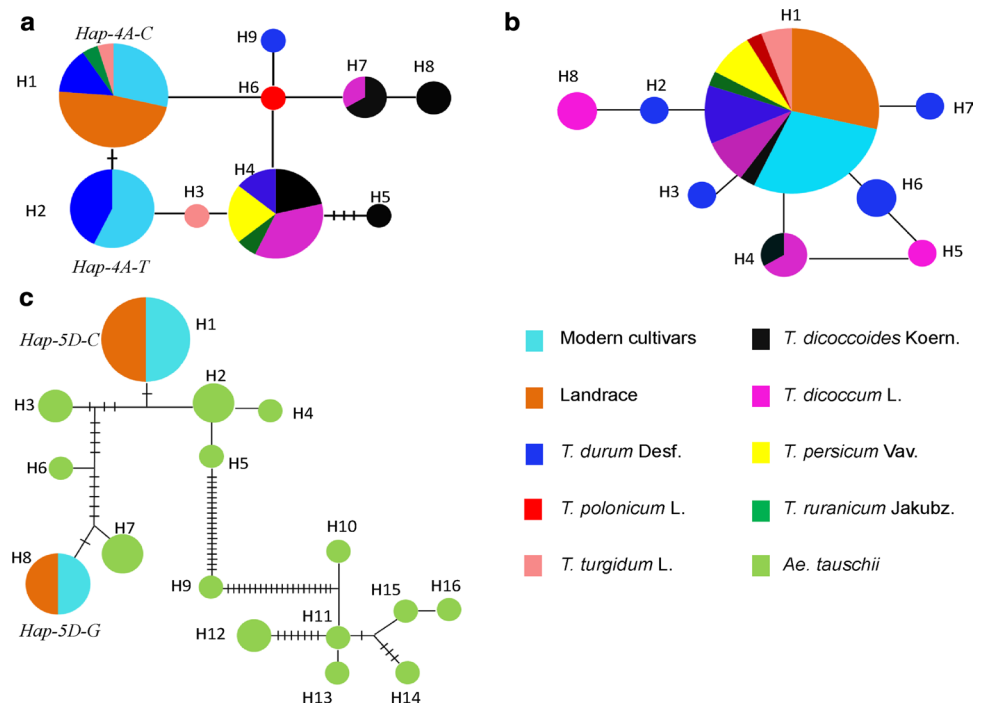 a
Hap-4A-C
H1
H9
H6
H7
H8
H4
H3
H5
H2
Hap-4A-T
b
H1
H8
H2
H7
H3
H6
H4
H5
c
Hap-5D-C
H1
H2
H3
H4
H5
H6
H7
H8
Hap-5D-G
H9
H10
H11
H12
H13
H14
H15
H16
Modern cultivars
Landrace
T. durum Desf.
T. polonicum L.
T. turgidum L.
T. dicoccoides Koern.
T. dicoccum L.
T. persicum Vav.
T. ruranicum Jakubz.
Ae. tauschii